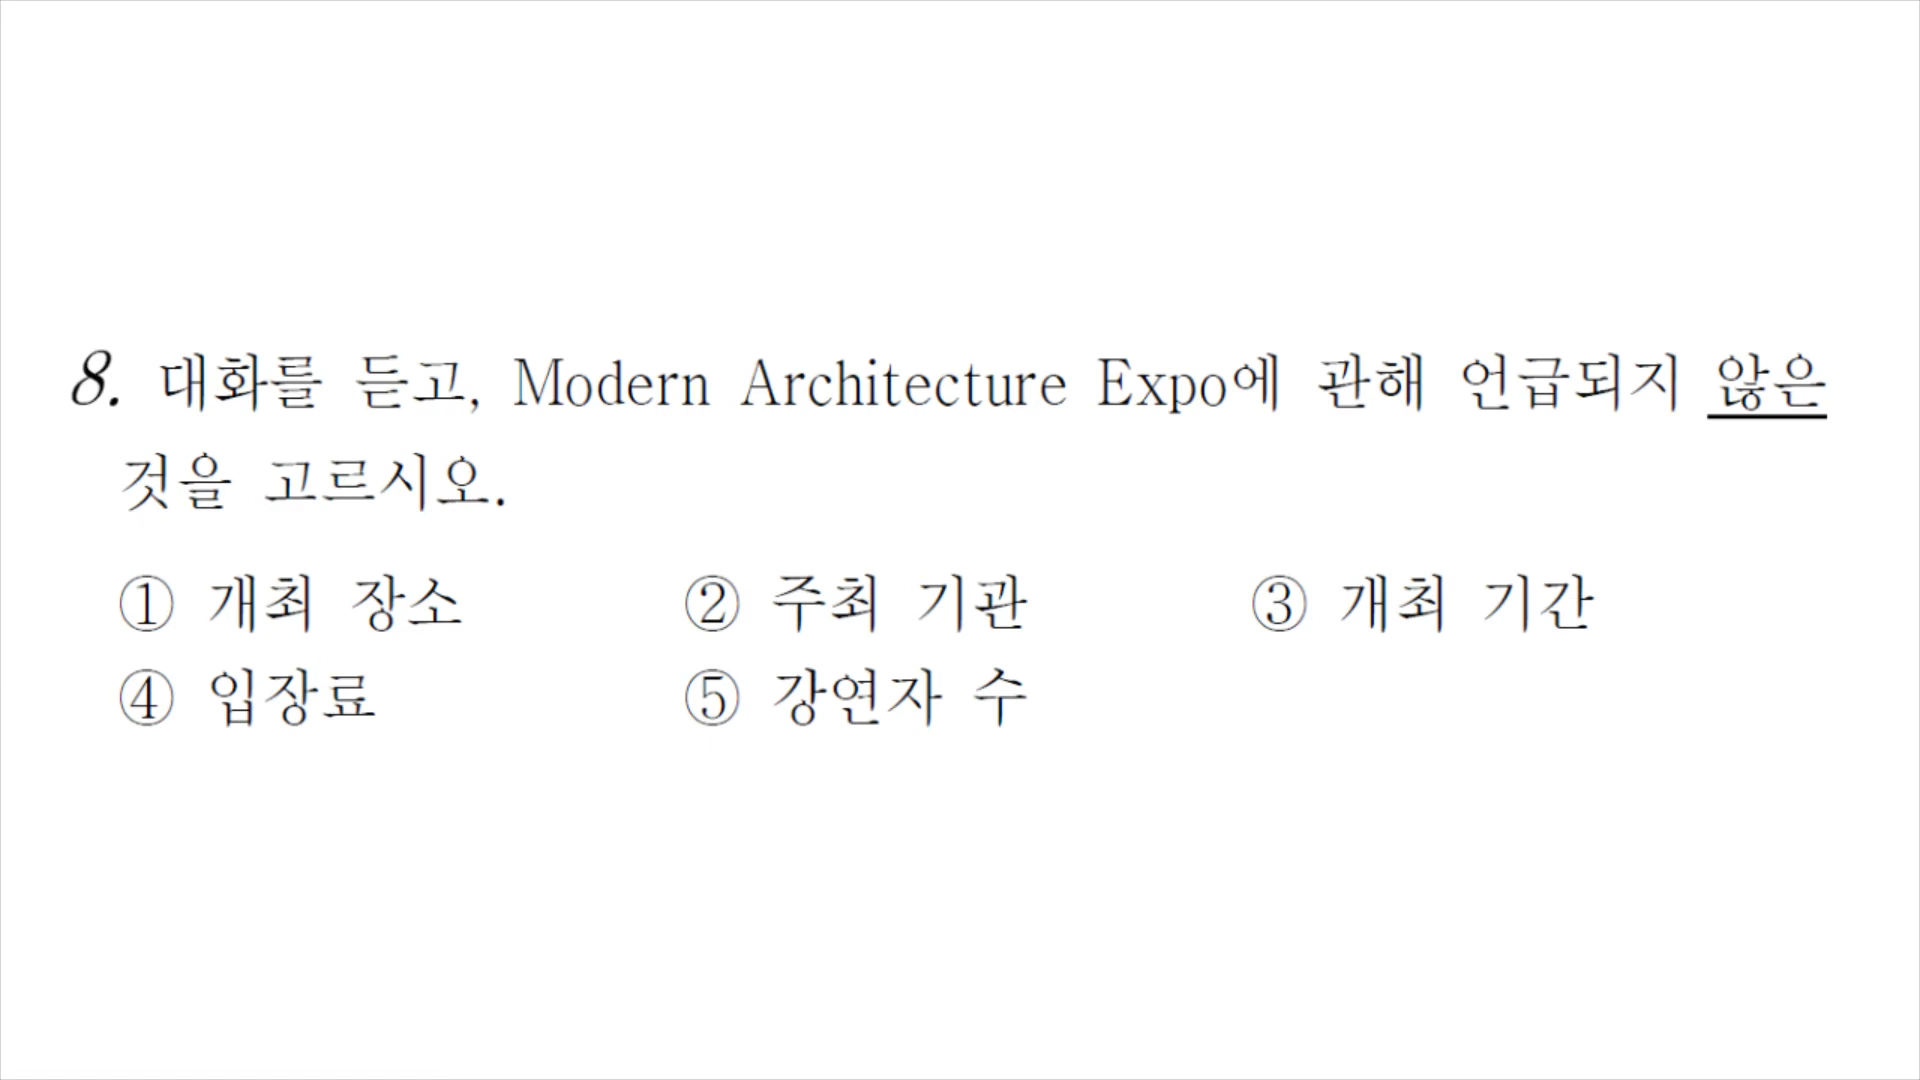 8. 대화를 듣고, Modern Architecture Expo에 관해 언급되지 않은
것을 고르시오.
① 개최 장소 ② 주최 기관 ③ 개최 기간
④ 입장료 ⑤ 강연자 수